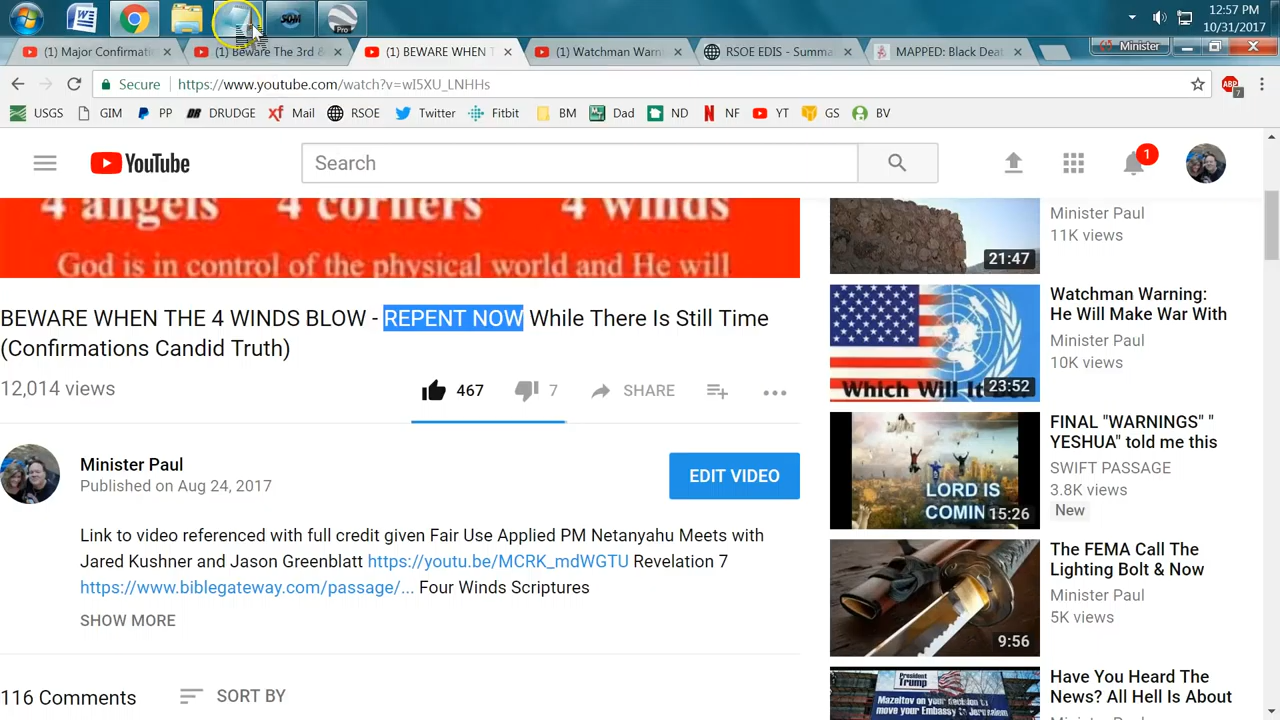 Pro
12:57 PM
10/31/2017
(1) Major Confirmati
(1) Beware The 3rd &
(1) BEWARE WHEN T
(1) Watchman Warni
RSOE EDIS - Summa
MAPPED: Black Deat
Minister
Secure
https://www.youtube.com/watch?v=wI5XU_LNHHs
ABP
7
USGS
GIM
PP
DR DRUDGE
Mail
RSOE
Twitter
Fitbit
BM
Dad
ND
NF
YT
GS
BV
YouTube
Search
1
4 angels 4 corners 4 winds
God is in control of the physical world and He will
BEWARE WHEN THE 4 WINDS BLOW - REPENT NOW While There Is Still Time
(Confirmations Candid Truth)
12,014 views
467
7
SHARE
Minister Paul
Published on Aug 24, 2017
EDIT VIDEO
Link to video referenced with full credit given Fair Use Applied PM Netanyahu Meets with
Jared Kushner and Jason Greenblatt https://youtu.be/MCRK_mdWGTU Revelation 7
https://www.biblegateway.com/passage/... Four Winds Scriptures
SHOW MORE
116 Comments
SORT BY
Minister Paul
11K views
21:47
Watchman Warning:
He Will Make War With
Minister Paul
10K views
Which Will It
23:52
FINAL "WARNINGS" "
YESHUA" told me this
SWIFT PASSAGE
3.8K views
New
LORD IS
COMIN
15:26
The FEMA Call The
Lighting Bolt & Now
Minister Paul
5K views
9:56
Have You Heard The
News? All Hell Is About
President
Trump
Mazeltov on your decision to
move your Embassy to Jerusalem